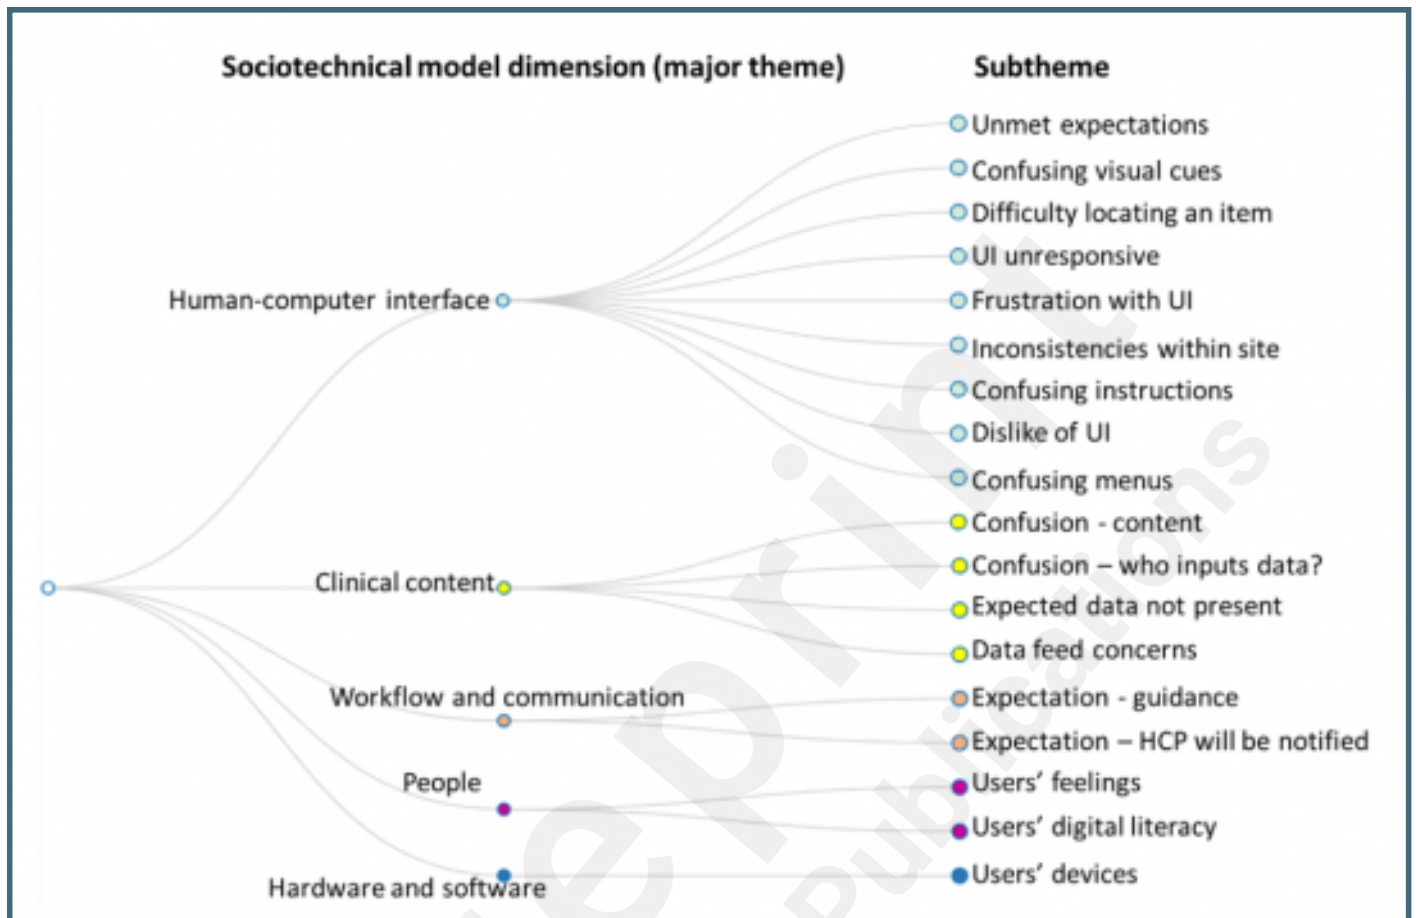 Sociotechnical model dimension (major theme) Subtheme
Unmet expectations
Confusing visual cues
Difficulty locating an item
UI unresponsive
Human-computer interface
Frustration with UI
Inconsistencies within site
Confusing instructions
Dislike of UI
Confusing menus
Confusion - content
Confusion – who inputs data?
Clinical content
Expected data not present
Data feed concerns
Workflow and communication
Expectation - guidance
Expectation – HCP will be notified
People
Users' feelings
Users' digital literacy
Hardware and software
Users' devices
eprint
Publications